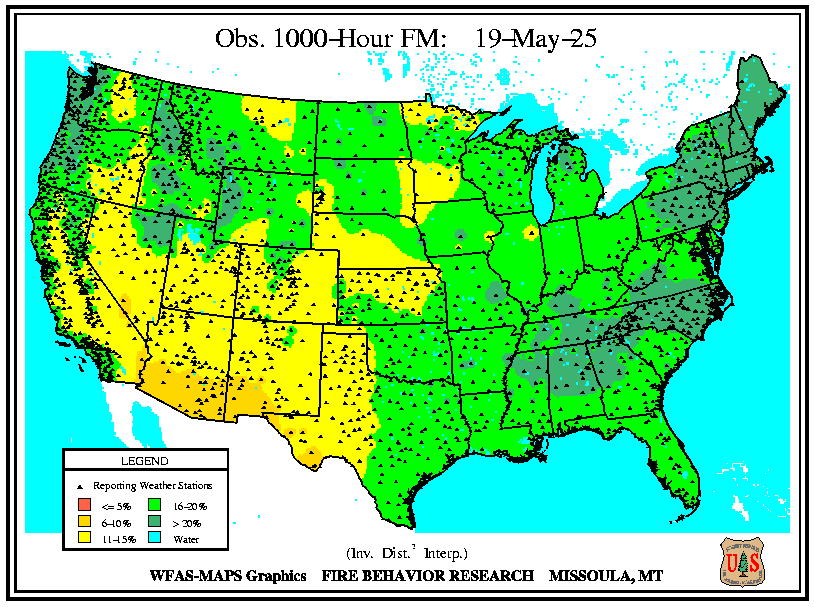 Obs. 1000-Hour FM: 19-May-25
LEGEND
Reporting Weather Stations
<= 5% 16-20%
6-10% > 20%
11-15% Water
(Inv. Dist.² Interp.)
WFAS-MAPS Graphics FIRE BEHAVIOR RESEARCH MISSOULA, MT
U S